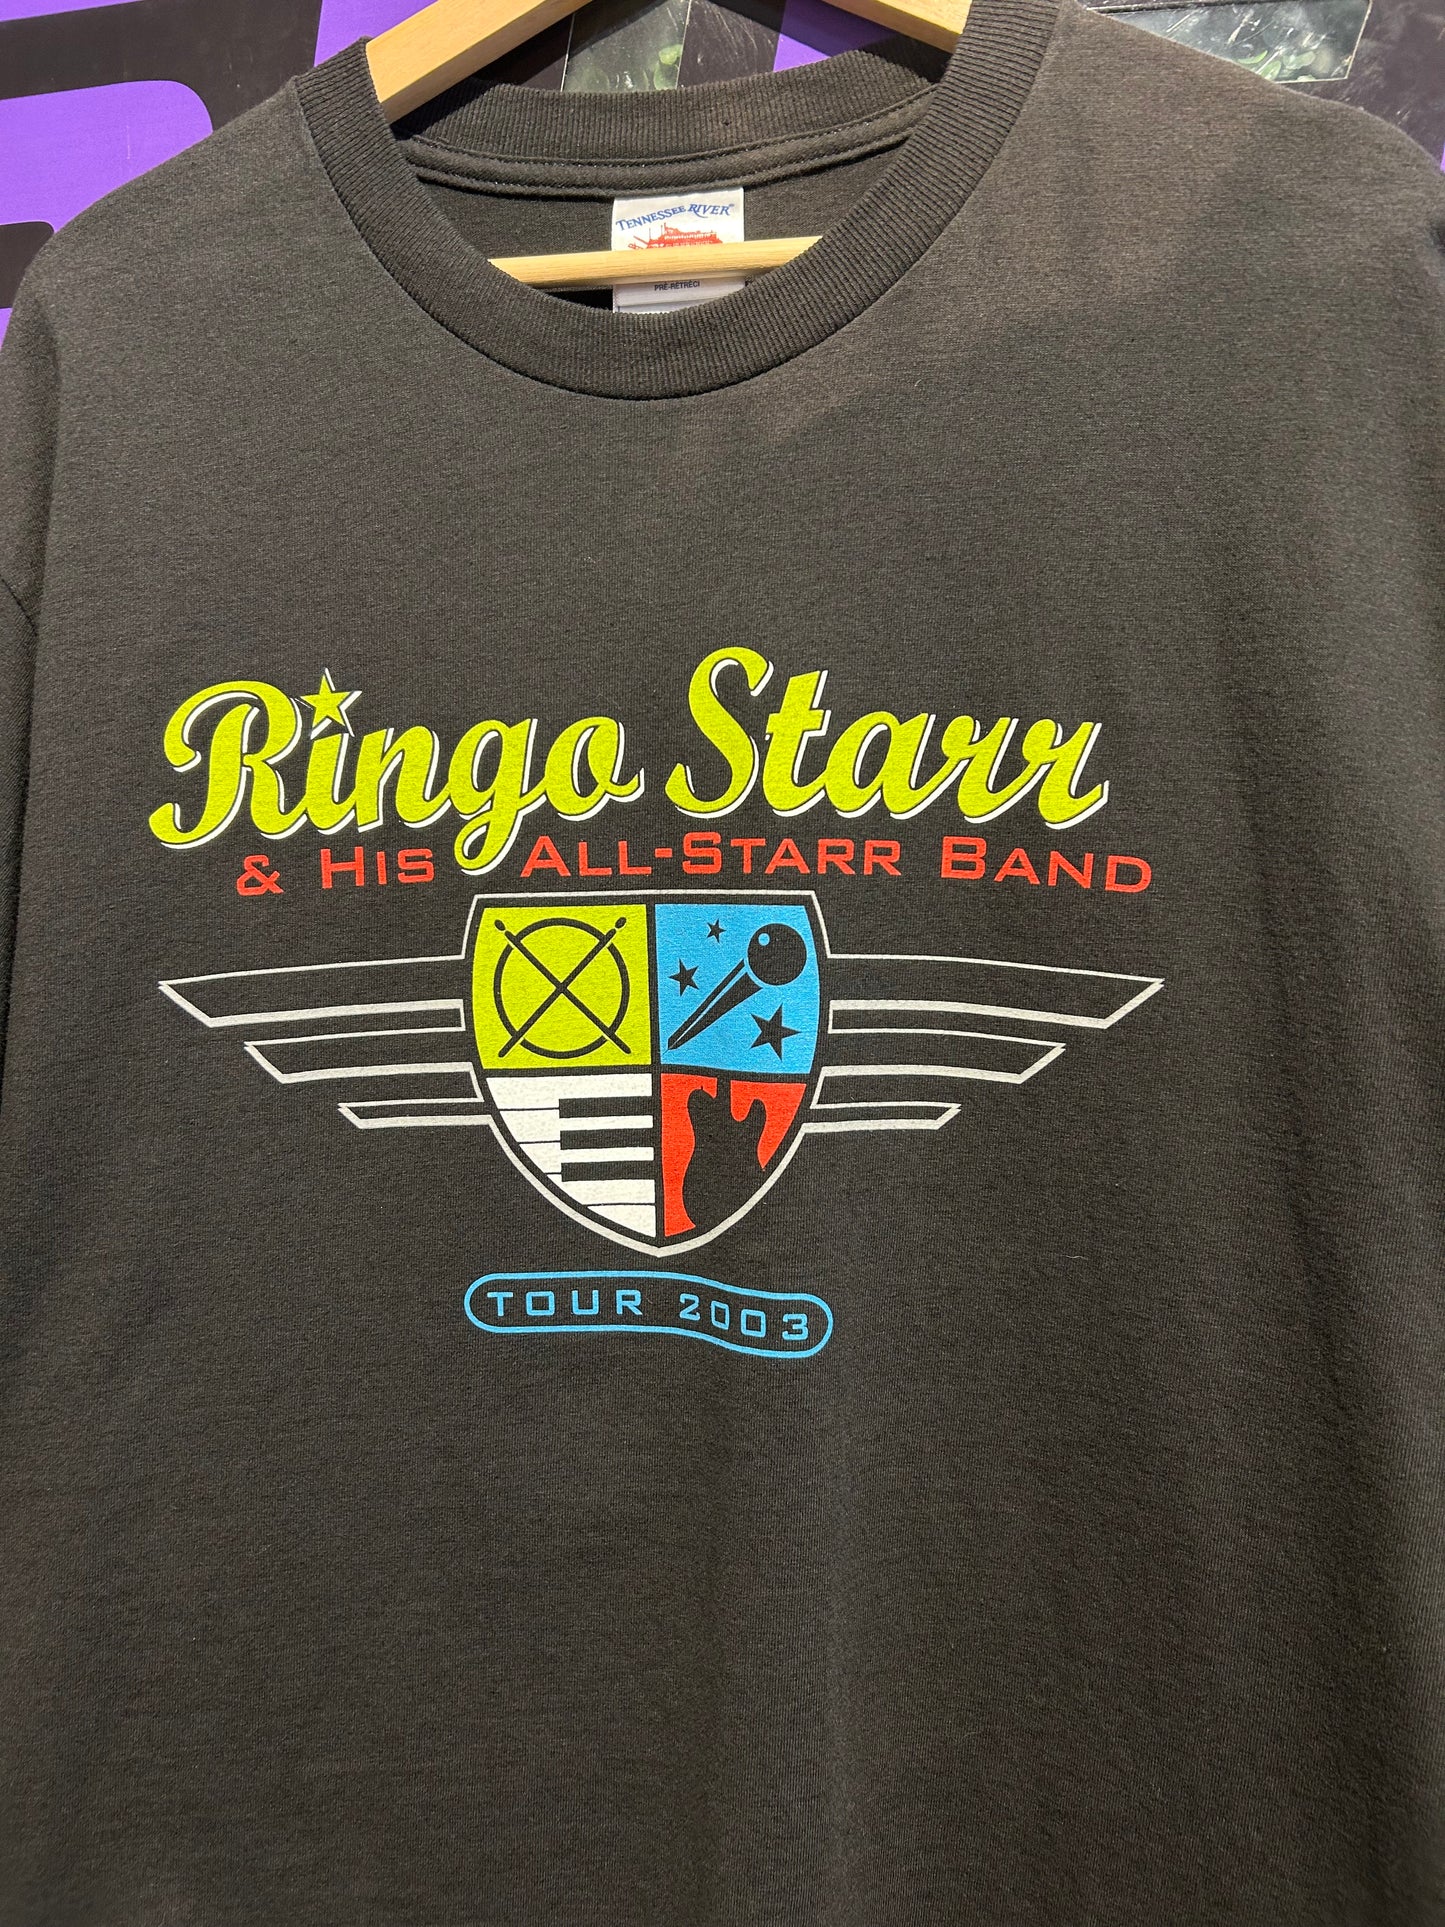 TENNESSEE RIVER®
PRÉ-RÉTRÉCI
Ringo Starr
& HIS ALL-STARR BAND
TOUR 2003